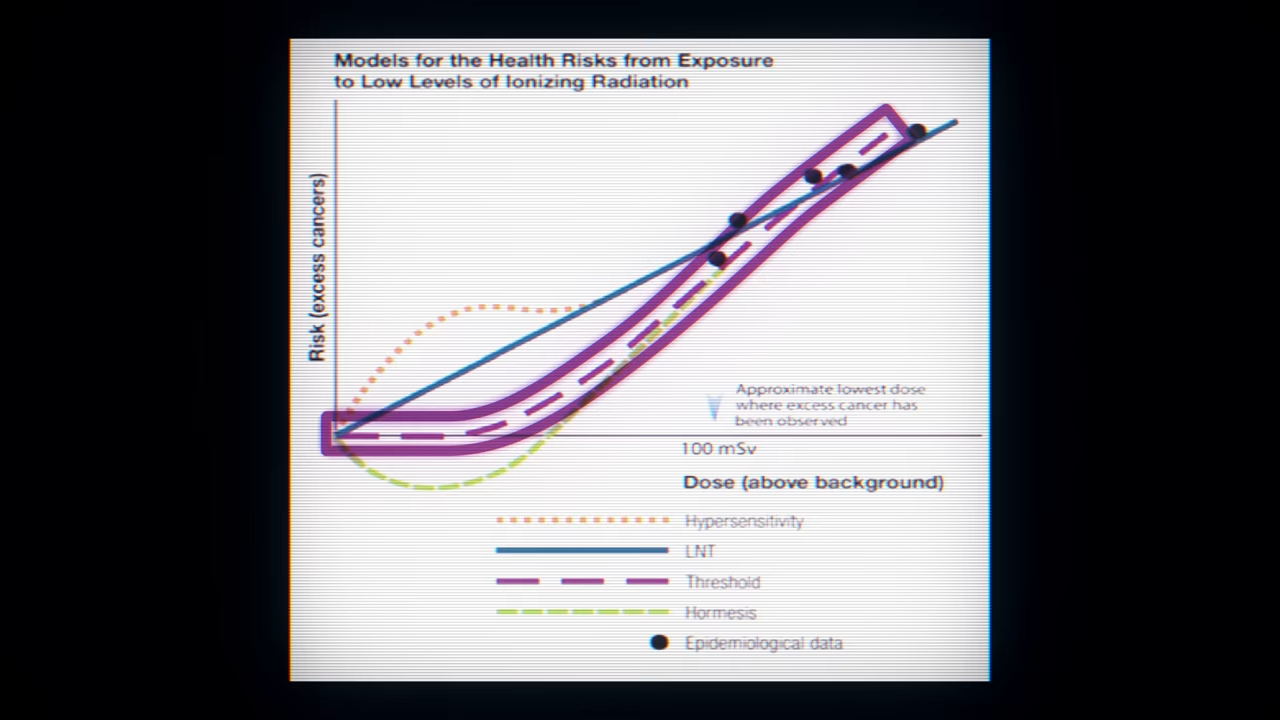 Models for the Health Risks from Exposure
to Low Levels of Ionizing Radiation
Risk (excess cancers)
Approximate lowest dose
where excess cancer has
been observed
100 mSv
Dose (above background)
Hypersensitivity
LNT
Threshold
Hormesis
Epidemiological data